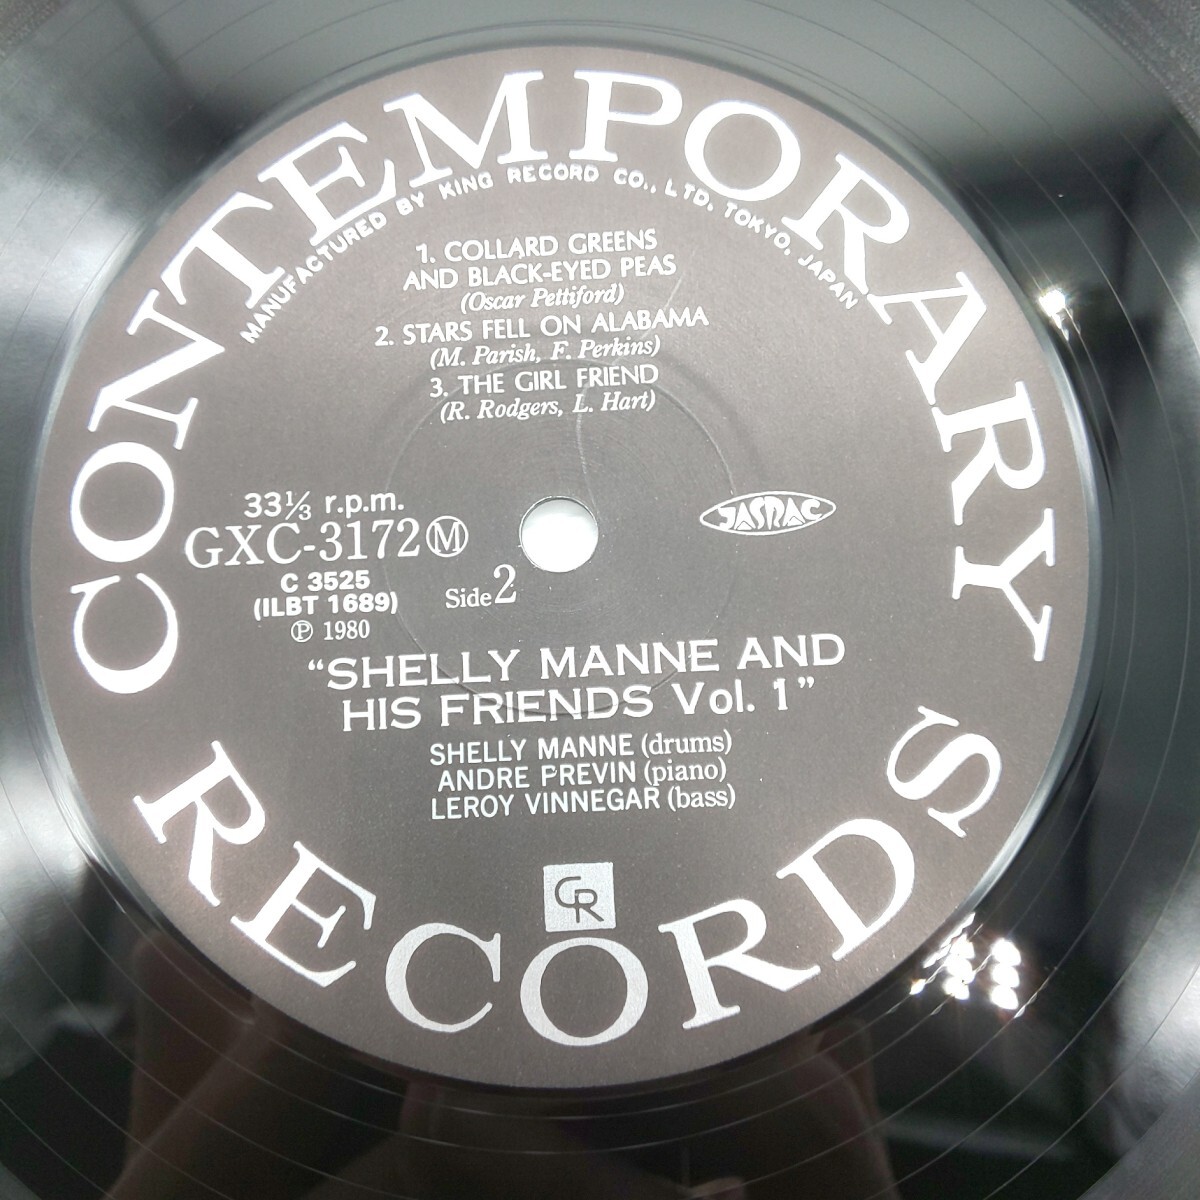 CONTEMPORARY
MANUFACTURED BY KING RECORD CO., LTD. TOKYO. JAPAN
1. COLLARD GREENS
AND BLACK-EYED PEAS
(Oscar Pettiford)
2. STARS FELL ON ALABAMA
(M. Parish, F. Perkins)
3. THE GIRL FRIEND
(R. Rodgers, L. Hart)
33⅓ r.p.m.
GXC-3172Ⓜ
C 3525
(ILBT 1689)
Ⓟ 1980
Side 2
JASRAC
“SHELLY MANNE AND
HIS FRIENDS Vol. 1”
SHELLY MANNE (drums)
ANDRE PREVIN (piano)
LEROY VINNEGAR (bass)
CR
RECORDS